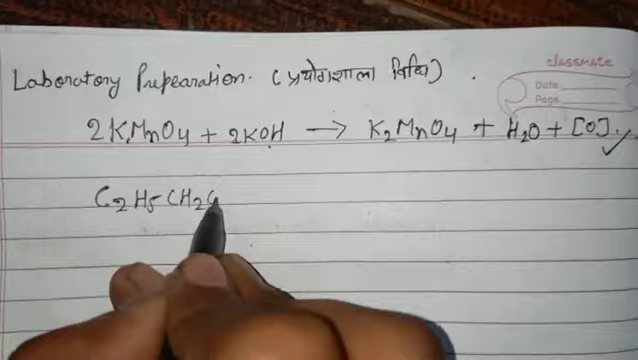 classmate
Date
Page
Laboratory Prepearation. (प्रयोगशाला विधि).
2KMnO4 + 2KOH → K2MnO4 + H2O + [O].
C2H5CH2